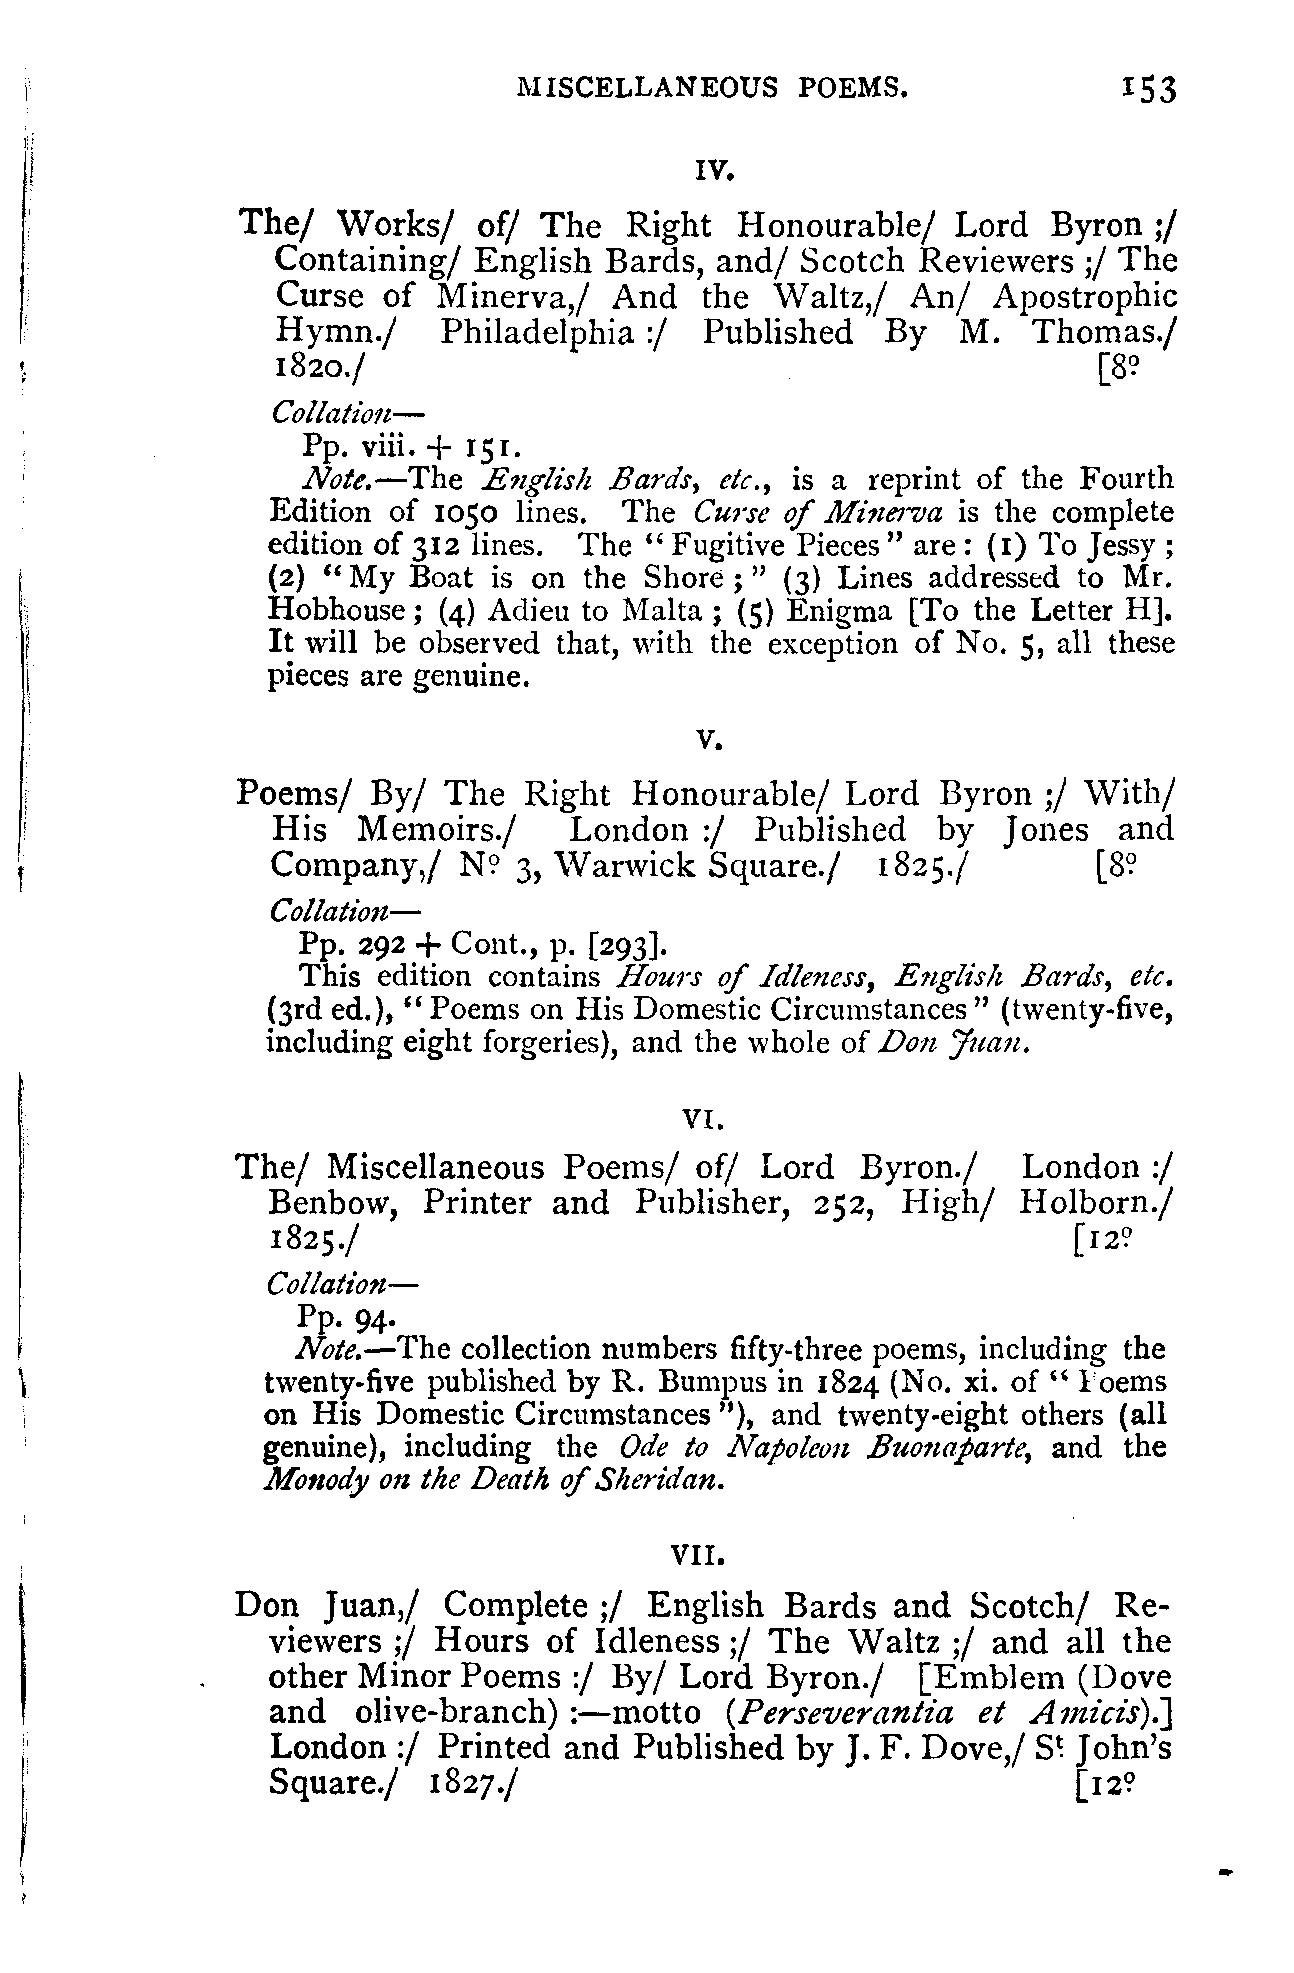 MISCELLANEOUS POEMS. 153
IV.
The/ Works/ of/ The Right Honourable/ Lord Byron ;/
Containing/ English Bards, and/ Scotch Reviewers ;/ The
Curse of Minerva,/ And the Waltz,/ An/ Apostrophic
Hymn./ Philadelphia :/ Published By M. Thomas./
1820./ [8º
Collation—
Pp. viii. + 151.
Note.—The English Bards, etc., is a reprint of the Fourth
Edition of 1050 lines. The Curse of Minerva is the complete
edition of 312 lines. The “Fugitive Pieces” are: (1) To Jessy ;
(2) “My Boat is on the Shore ;” (3) Lines addressed to Mr.
Hobhouse ; (4) Adieu to Malta ; (5) Enigma [To the Letter H].
It will be observed that, with the exception of No. 5, all these
pieces are genuine.
V.
Poems/ By/ The Right Honourable/ Lord Byron ;/ With/
His Memoirs./ London :/ Published by Jones and
Company,/ Nº 3, Warwick Square./ 1825./ [8º
Collation—
Pp. 292 + Cont., p. [293].
This edition contains Hours of Idleness, English Bards, etc.
(3rd ed.), “Poems on His Domestic Circumstances” (twenty-five,
including eight forgeries), and the whole of Don Juan.
VI.
The/ Miscellaneous Poems/ of/ Lord Byron./ London :/
Benbow, Printer and Publisher, 252, High/ Holborn./
1825./ [12º
Collation—
Pp. 94.
Note.—The collection numbers fifty-three poems, including the
twenty-five published by R. Bumpus in 1824 (No. xi. of “Poems
on His Domestic Circumstances”), and twenty-eight others (all
genuine), including the Ode to Napoleon Buonaparte, and the
Monody on the Death of Sheridan.
VII.
Don Juan,/ Complete ;/ English Bards and Scotch/ Re-
viewers ;/ Hours of Idleness ;/ The Waltz ;/ and all the
other Minor Poems :/ By/ Lord Byron./ [Emblem (Dove
and olive-branch) :—motto (Perseverantia et Amicis).]
London :/ Printed and Published by J. F. Dove,/ St John’s
Square./ 1827./ [12º